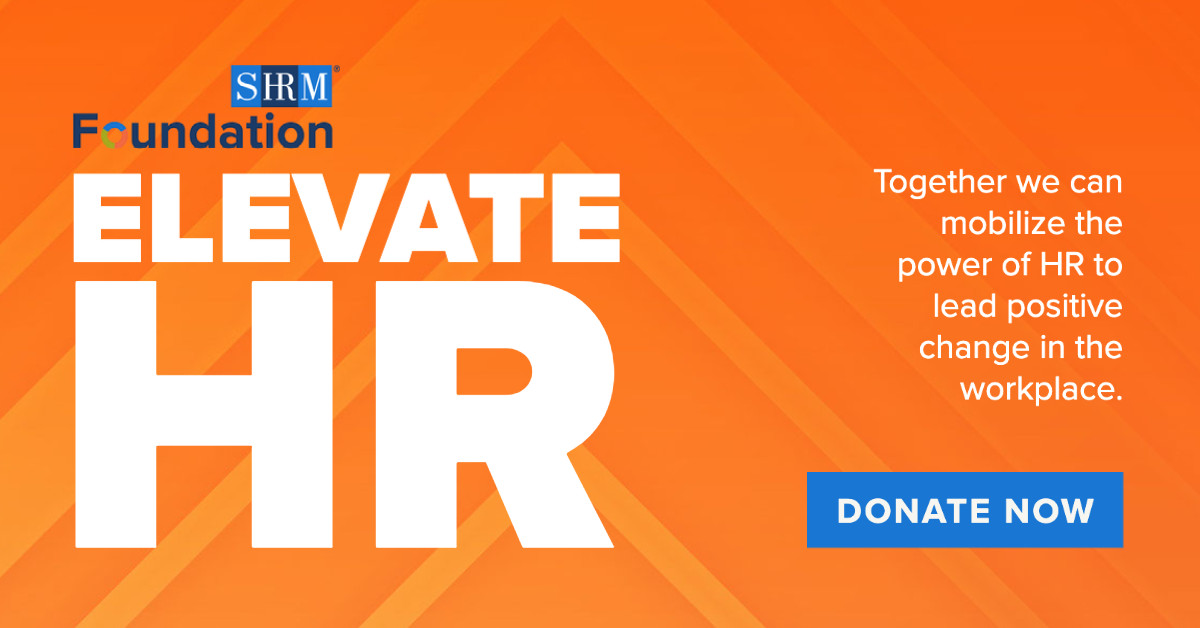 SHRM®
Foundation
ELEVATE
HR
Together we can
mobilize the
power of HR to
lead positive
change in the
workplace.
DONATE NOW